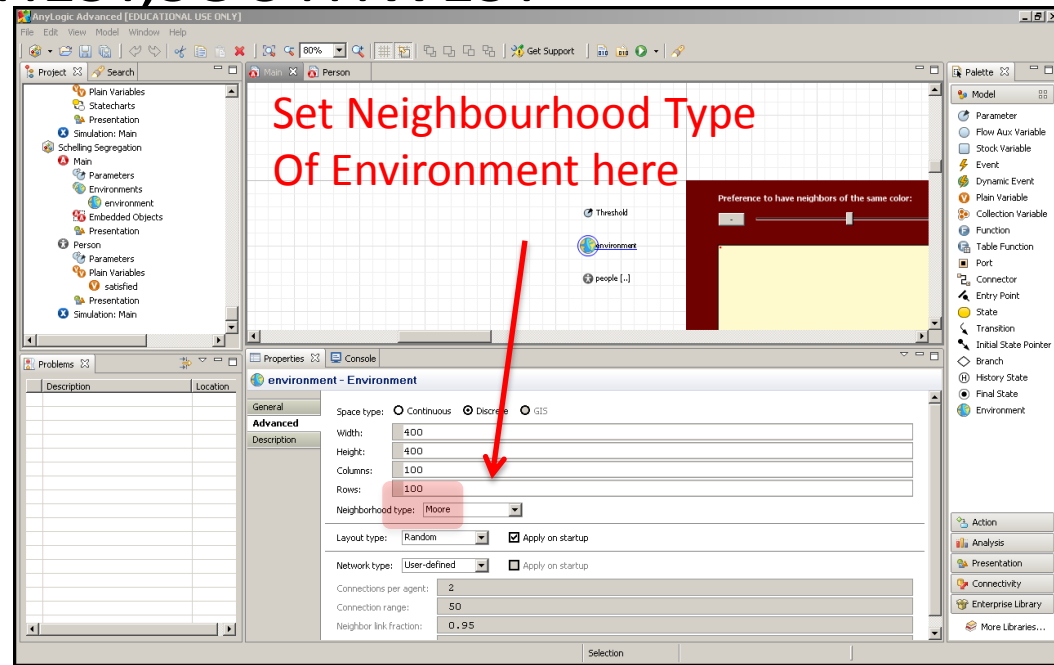 AnyLogic Advanced [EDUCATIONAL USE ONLY]
File Edit View Model Window Help
80% Get Support
Project Search
Plain Variables
Statecharts
Presentation
Simulation: Main
Schelling Segregation
Main
Parameters
Environments
environment
Embedded Objects
Presentation
Person
Parameters
Plain Variables
satisfied
Presentation
Simulation: Main
Problems
Description Location
Main Person
Set Neighbourhood Type
Of Environment here
Threshold
environment
people [..]
Preference to have neighbors of the same color:
Properties Console
environment - Environment
General
Advanced
Description
Space type: Continuous Discrete GIS
Width: 400
Height: 400
Columns: 100
Rows: 100
Neighborhood type: Moore
Layout type: Random Apply on startup
Network type: User-defined Apply on startup
Connections per agent: 2
Connection range: 50
Neighbor link fraction: 0.95
Palette
Model
Parameter
Flow Aux Variable
Stock Variable
Event
Dynamic Event
Plain Variable
Collection Variable
Function
Table Function
Port
Connector
Entry Point
State
Transition
Initial State Pointer
Branch
History State
Final State
Environment
Action
Analysis
Presentation
Connectivity
Enterprise Library
More Libraries...
Selection